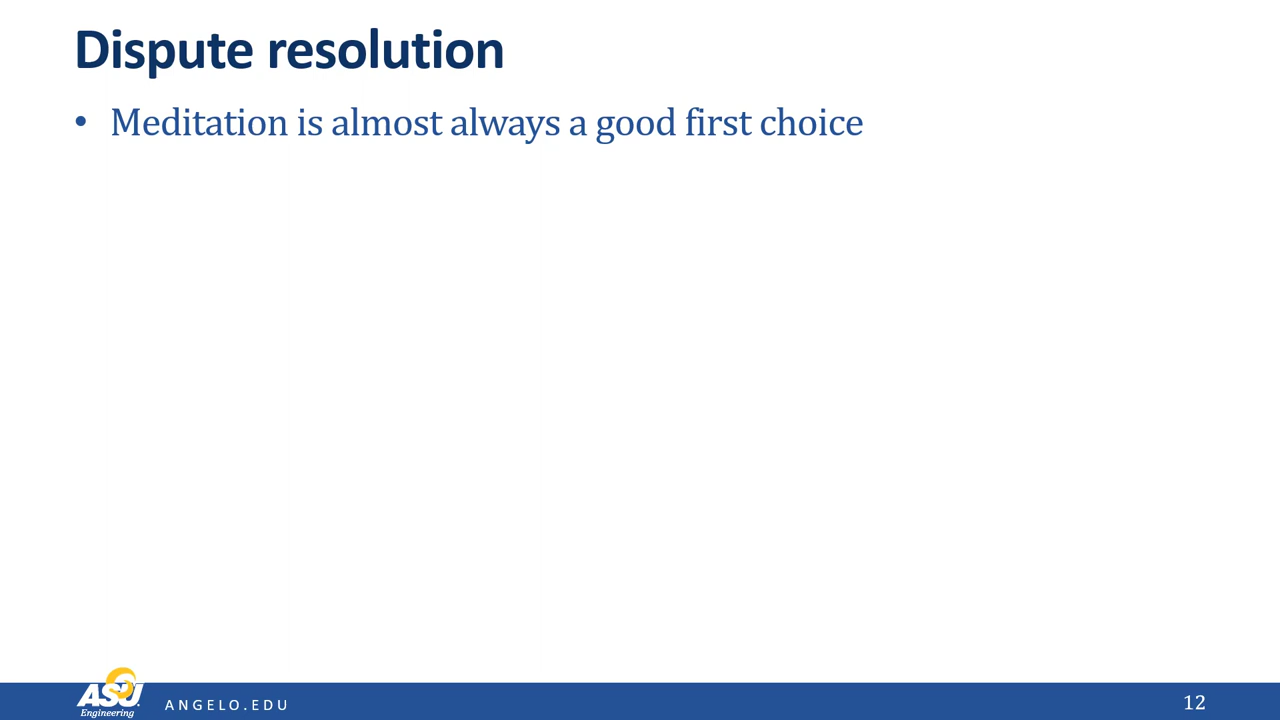 Dispute resolution
• Meditation is almost always a good first choice
ASU
Engineering
ANGELO.EDU
12